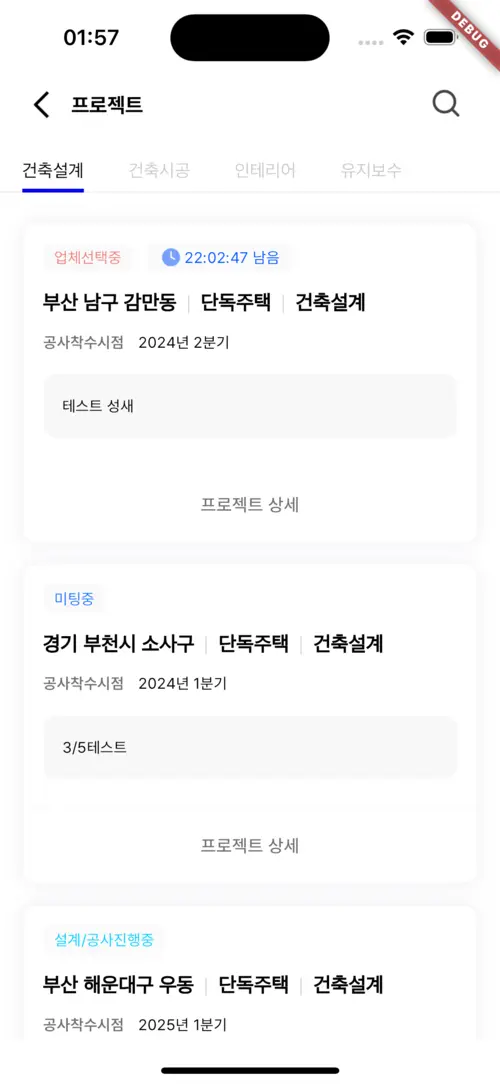 01:57
DEBUG
프로젝트
건축설계 건축시공 인테리어 유지보수
업체선택중 22:02:47 남음
부산 남구 감만동 | 단독주택 | 건축설계
공사착수시점 2024년 2분기
테스트 성새
프로젝트 상세
미팅중
경기 부천시 소사구 | 단독주택 | 건축설계
공사착수시점 2024년 1분기
3/5테스트
프로젝트 상세
설계/공사진행중
부산 해운대구 우동 | 단독주택 | 건축설계
공사착수시점 2025년 1분기